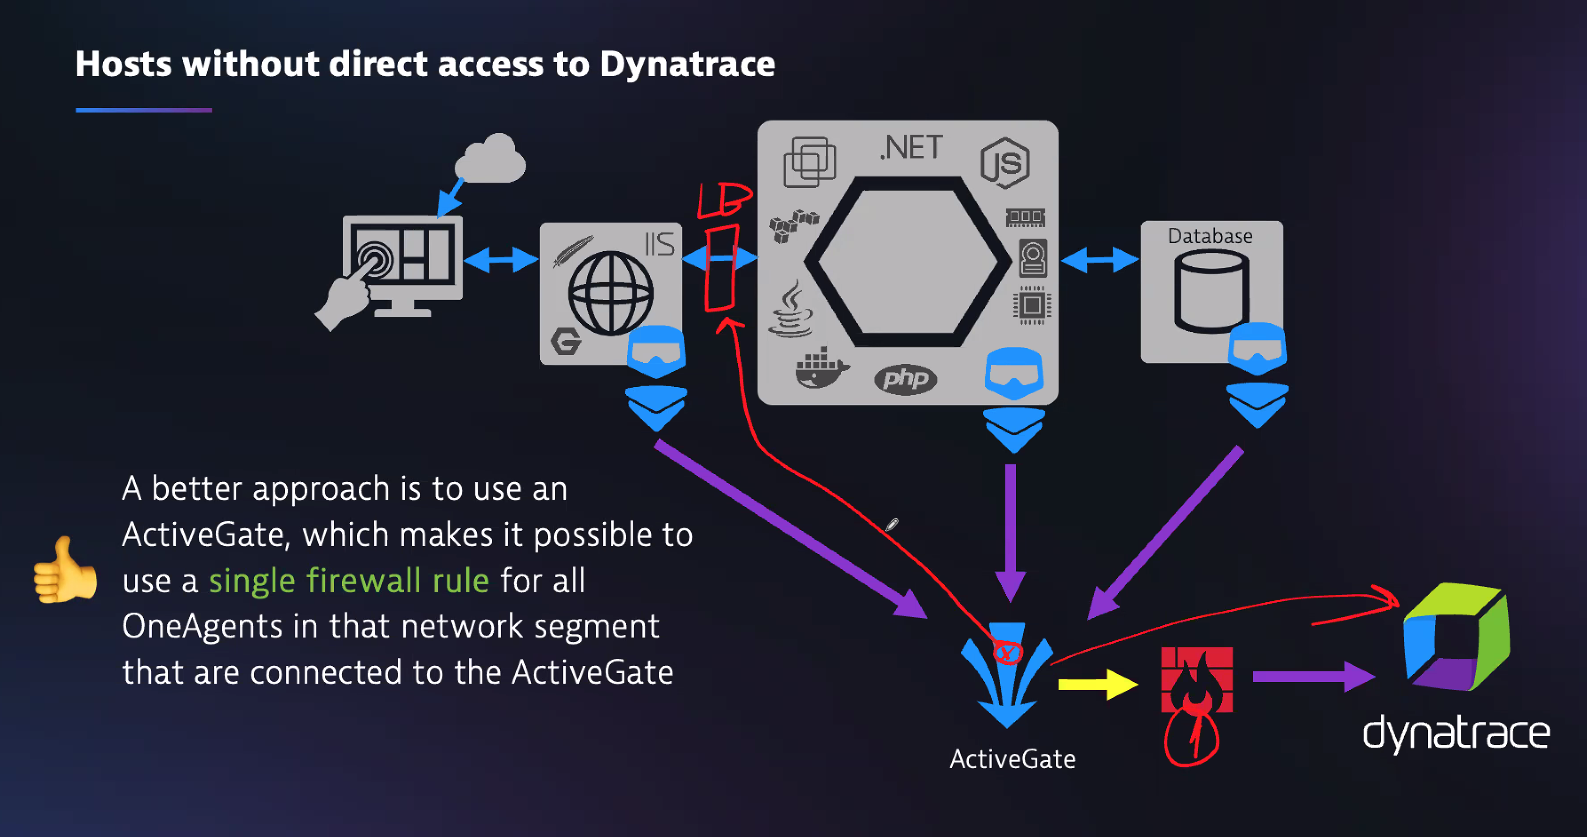 Hosts without direct access to Dynatrace
.NET
JS
LB
IIS
Database
G
php
A better approach is to use an
ActiveGate, which makes it possible to
use a single firewall rule for all
OneAgents in that network segment
that are connected to the ActiveGate
X
1
ActiveGate
dynatrace